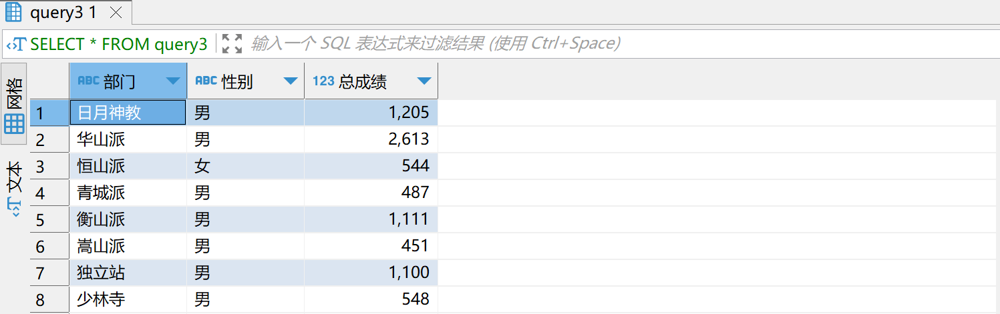 query3 1
SELECT * FROM query3 输入一个 SQL 表达式来过滤结果 (使用 Ctrl+Space)
网格
文本
ABC 部门 ABC 性别 123 总成绩
1 日月神教 男 1,205
2 华山派 男 2,613
3 恒山派 女 544
4 青城派 男 487
5 衡山派 男 1,111
6 嵩山派 男 451
7 独立站 男 1,100
8 少林寺 男 548